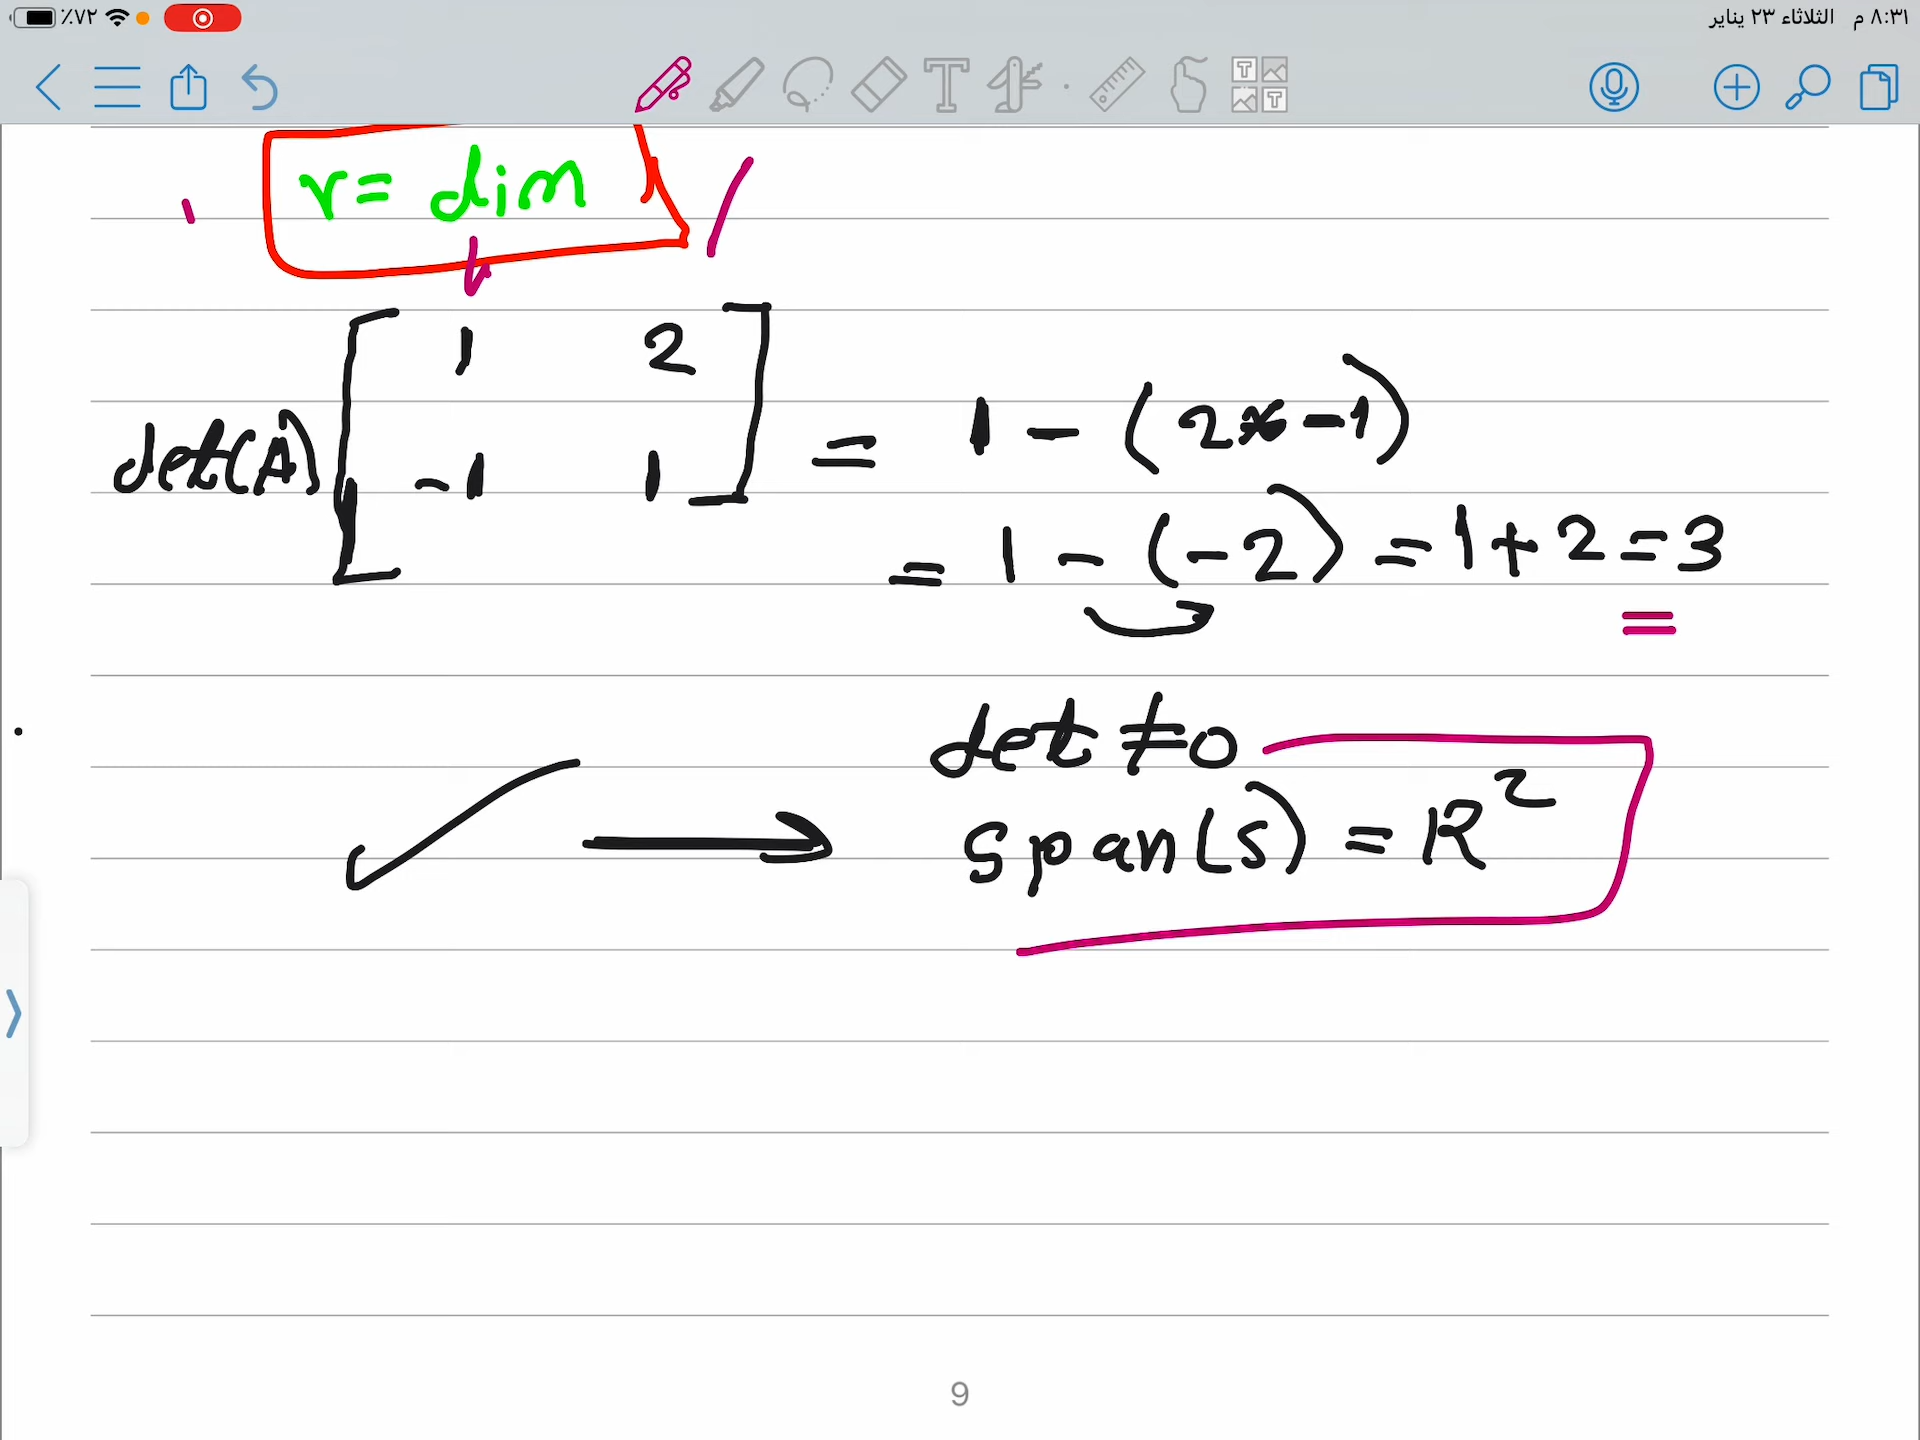 ٪٧٢
الثلاثاء ٢٣ يناير ٨:٣١ م
r = dim
1 2
det(A) = 1 - (2x-1)
-1 1
= 1 - (-2) = 1+2 = 3
det ≠ 0
span(s) = R²
9